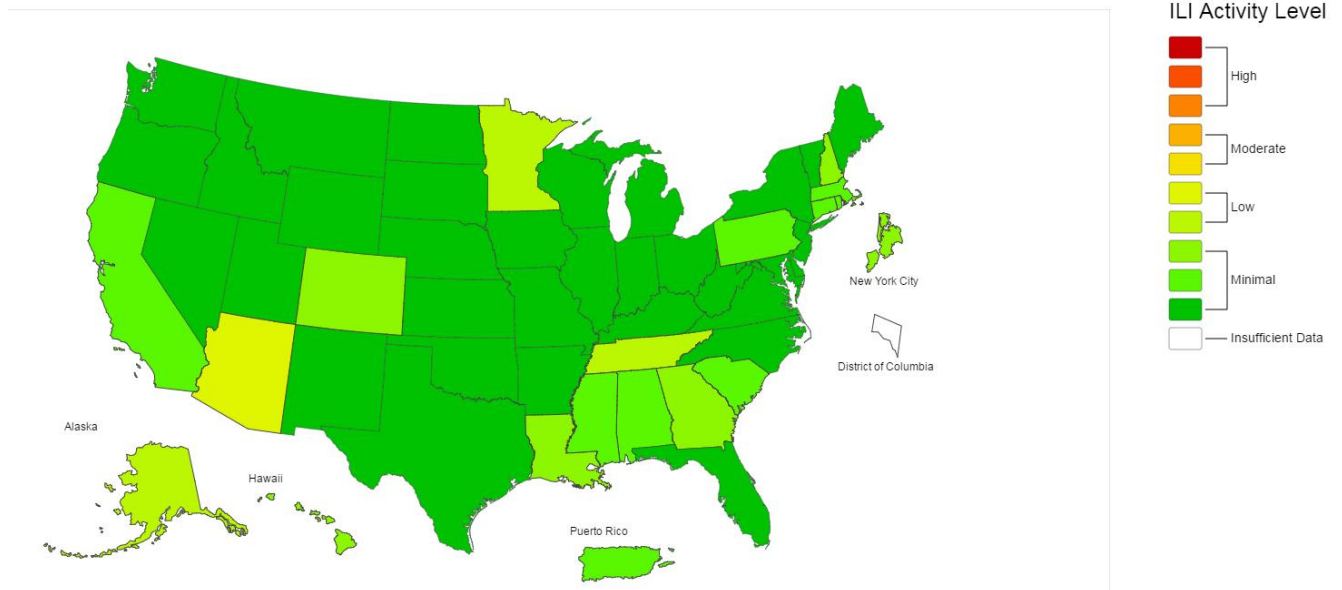 ILI Activity Level
High
Moderate
Low
Minimal
Insufficient Data
New York City
District of Columbia
Alaska
Hawaii
Puerto Rico